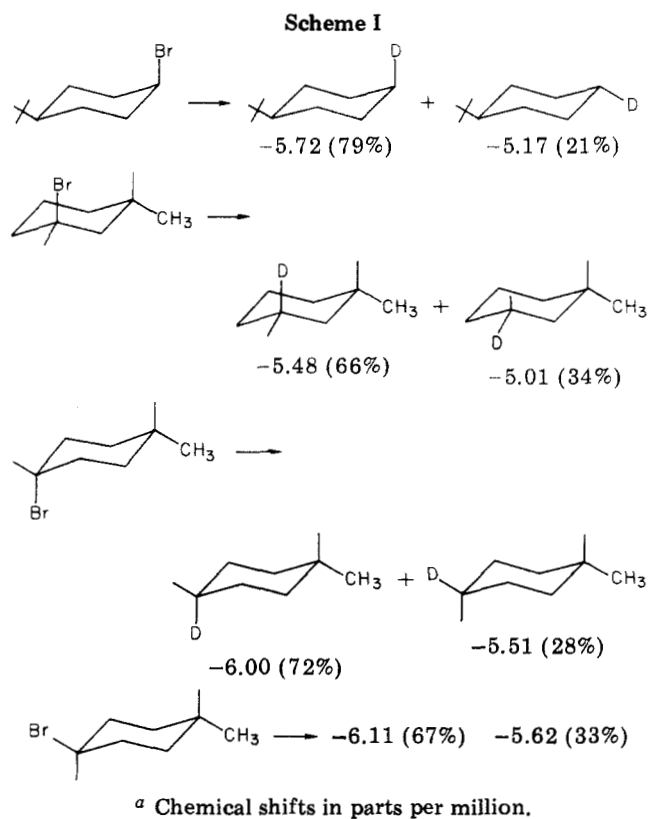 Scheme I
Br
D
+
D
−5.72 (79%) −5.17 (21%)
Br
CH3
D
CH3 +
CH3
D
−5.48 (66%) −5.01 (34%)
CH3
Br
CH3 +
D
CH3
D
−6.00 (72%)
−5.51 (28%)
Br
CH3
−6.11 (67%) −5.62 (33%)
a Chemical shifts in parts per million.